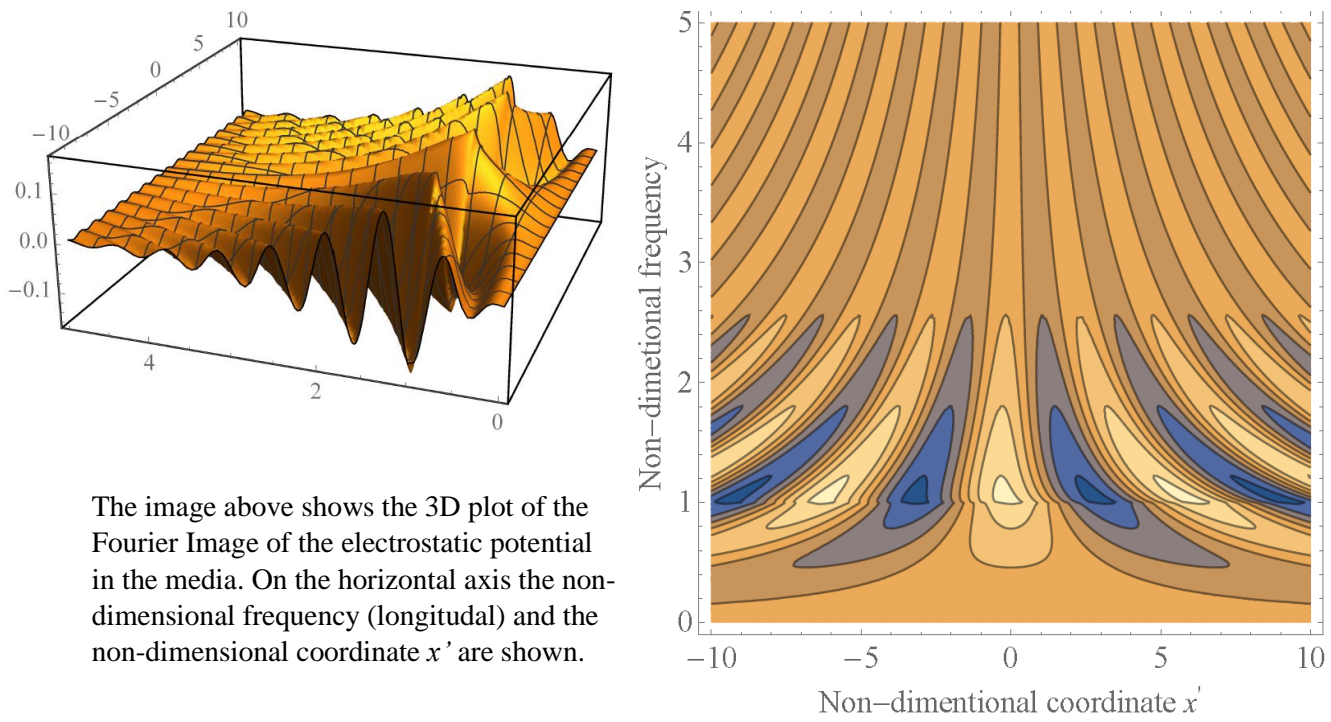 10
5
0
−5
−10
0.1
0.0
−0.1
4
2
0
The image above shows the 3D plot of the
Fourier Image of the electrostatic potential
in the media. On the horizontal axis the non-
dimensional frequency (longitudal) and the
non-dimensional coordinate x’ are shown.
Non−dimetional frequency
5
4
3
2
1
0
−10 −5 0 5 10
Non−dimentional coordinate x'